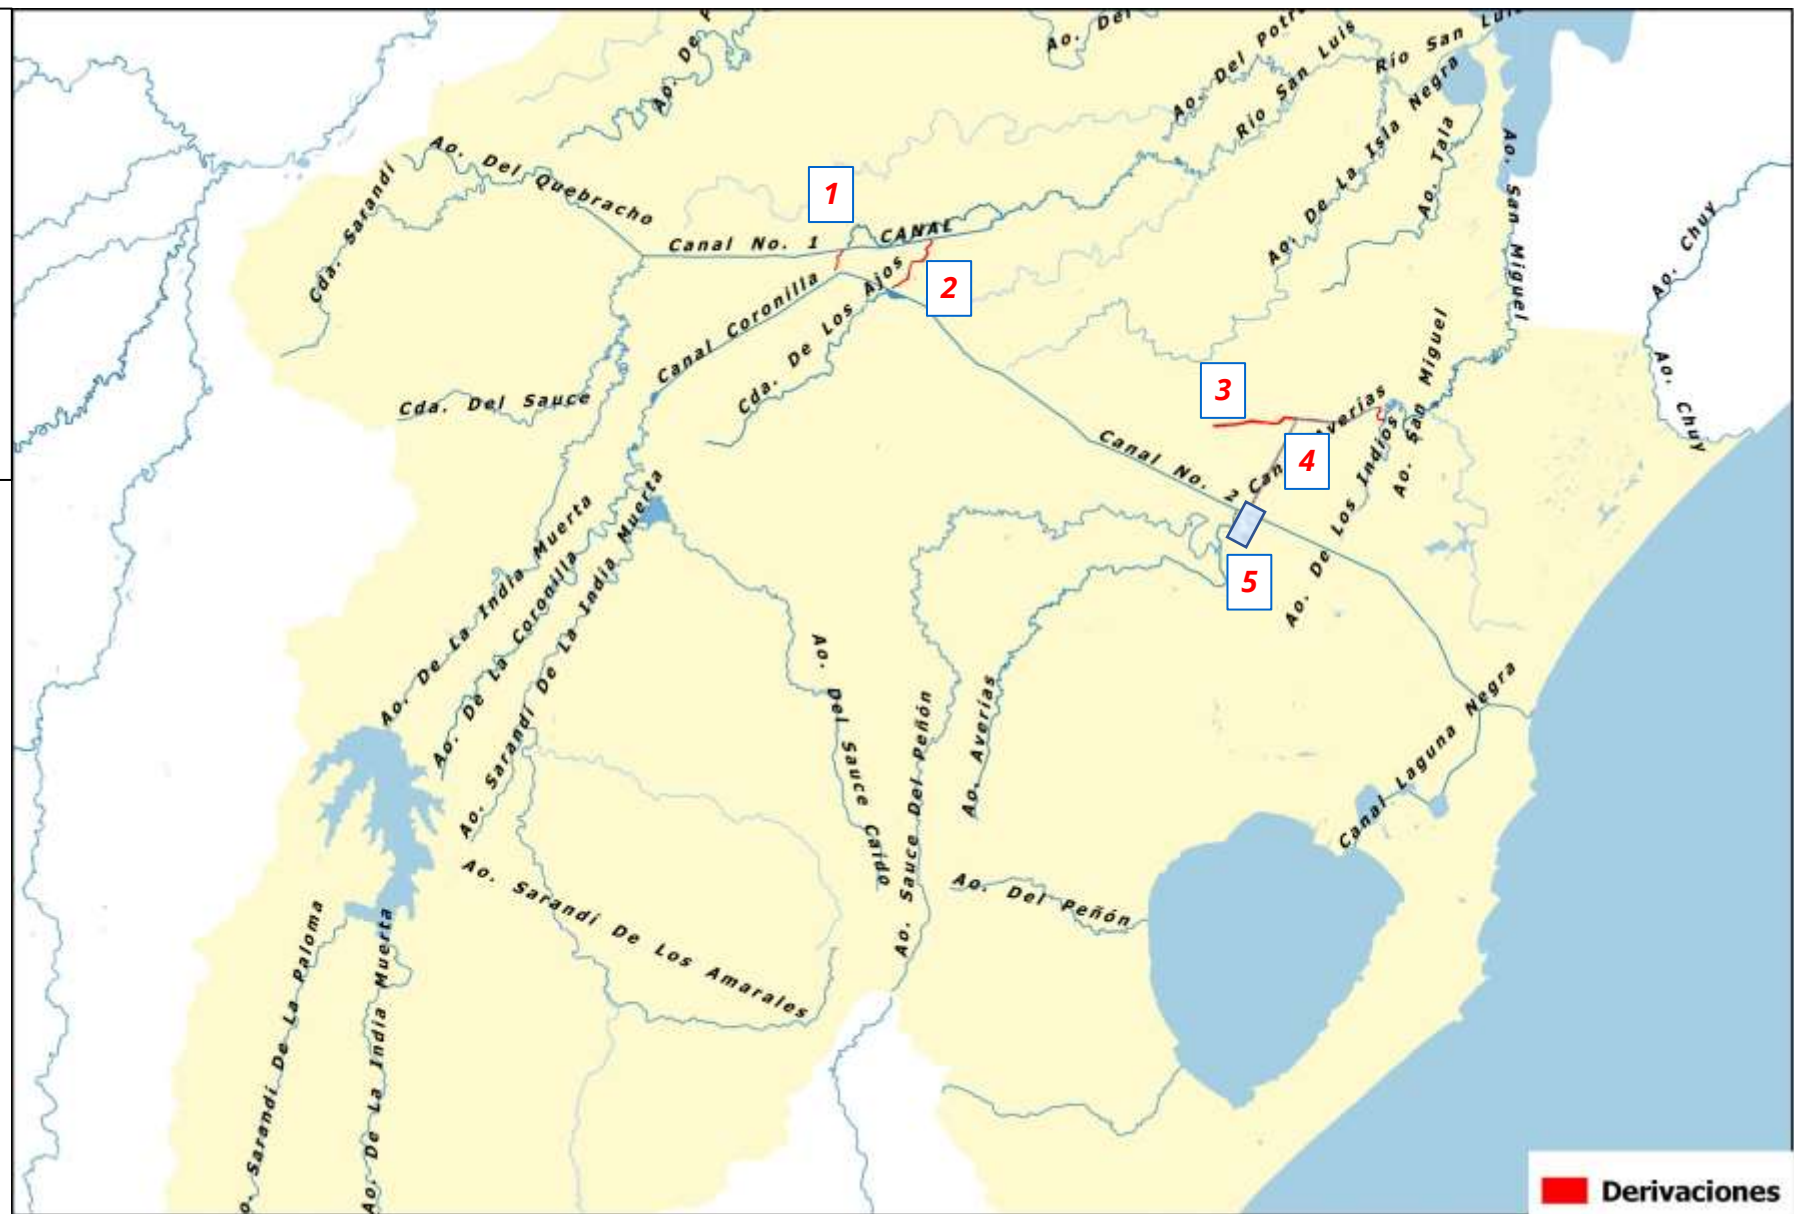 Ao. De
Ao. Del
Ao. Del
Río San Luis
Río San
Ao. De La Isla Negra
Ao. Tala
Ao. San Miguel
Ao. Chuy
Ao. Chuy
Ao. Del Quebracho
Cda. Sarandí
1
Canal No. 1
CANAL
2
Canal Coronilla
Cda. De Los Ajos
Cda. Del Sauce
3
4
Averías
Canal No. 2
Ao. San Miguel
Ao. De Los Indios
5
Ao. De La India Muerta
Ao. De La Coronilla
Ao. Sarandí De La India Muerta
Ao. Del Sauce Caído
Ao. Sauce Del Peñón
Ao. Averías
Ao. Del Peñón
Canal Laguna Negra
Ao. Sarandí De Los Amarales
Sarandí De La Paloma
Ao. De La India Muerta
Derivaciones